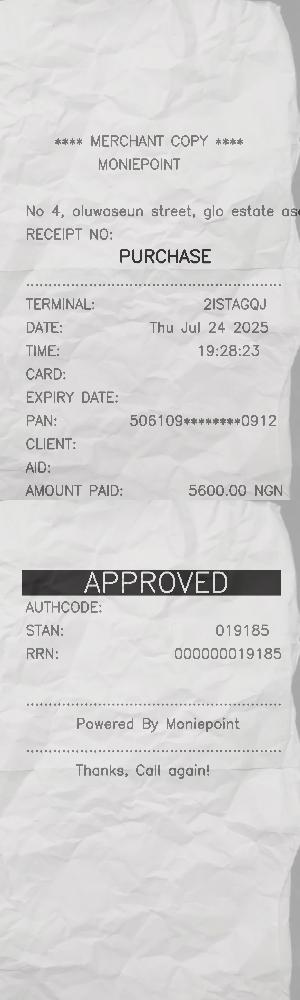 **** MERCHANT COPY ****
MONIEPOINT
No 4, oluwaseun street, glo estate
RECEIPT NO:
PURCHASE
TERMINAL: 2ISTAGQJ
DATE: Thu Jul 24 2025
TIME: 19:28:23
CARD:
EXPIRY DATE:
PAN: 506109********0912
CLIENT:
AID:
AMOUNT PAID: 5600.00 NGN
APPROVED
AUTHCODE:
STAN: 019185
RRN: 000000019185
Powered By Moniepoint
Thanks, Call again!